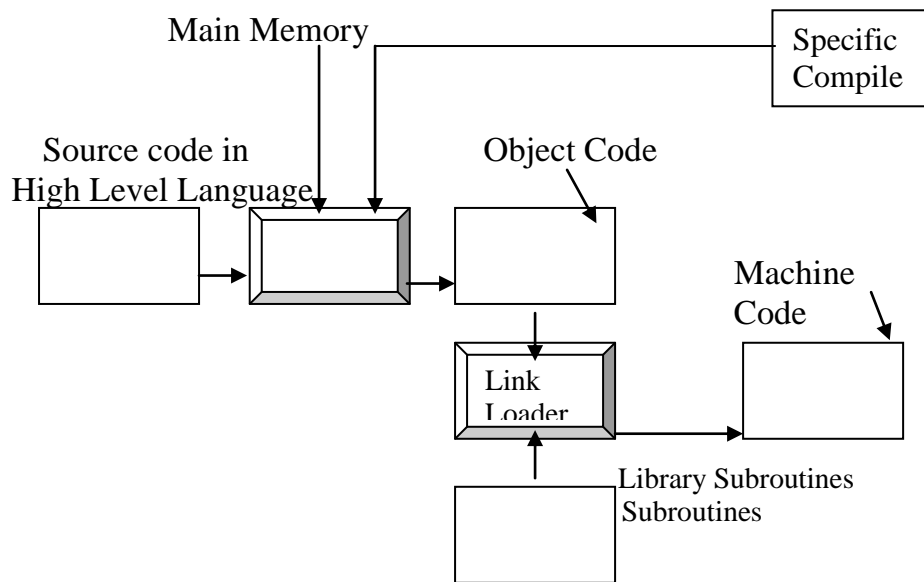 Main Memory
Specific
Compile
Source code in
High Level Language
Object Code
Machine
Code
Link
Loader
Library Subroutines
Subroutines